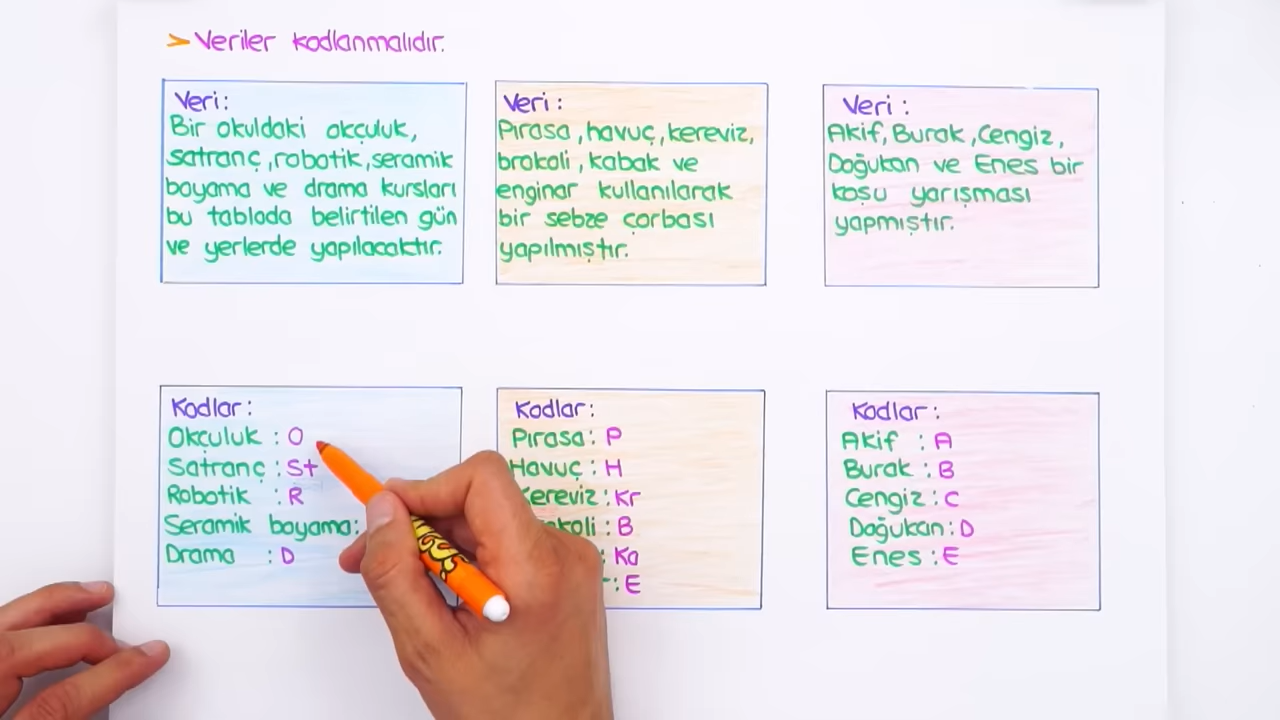 > Veriler kodlanmalıdır.
Veri:
Bir okuldaki okçuluk,
satranç, robotik, seramik
boyama ve drama kursları
bu tabloda belirtilen gün
ve yerlerde yapılacaktır.
Veri:
Pırasa, havuç, kereviz,
brokoli, kabak ve
enginar kullanılarak
bir sebze çorbası
yapılmıştır.
Veri:
Akif, Burak, Cengiz,
Doğukan ve Enes bir
koşu yarışması
yapmıştır.
Kodlar:
Okçuluk : O
Satranç : St
Robotik : R
Seramik boyama:
Drama : D
Kodlar:
Pırasa: P
Havuç: H
Kereviz: Kr
: B
: Ka
: E
Kodlar:
Akif : A
Burak : B
Cengiz: C
Doğukan: D
Enes: E